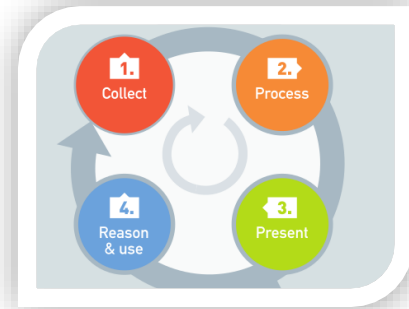 1.
Collect
2.
Process
3.
Present
4.
Reason
& use